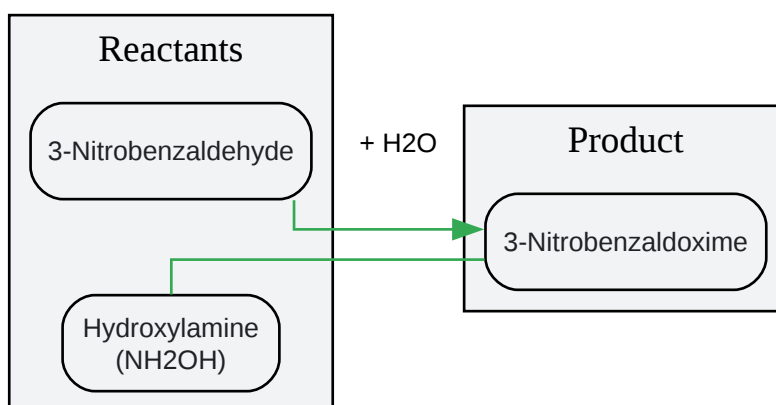 Reactants
3-Nitrobenzaldehyde
+ H2O
Product
3-Nitrobenzaldoxime
Hydroxylamine
(NH2OH)